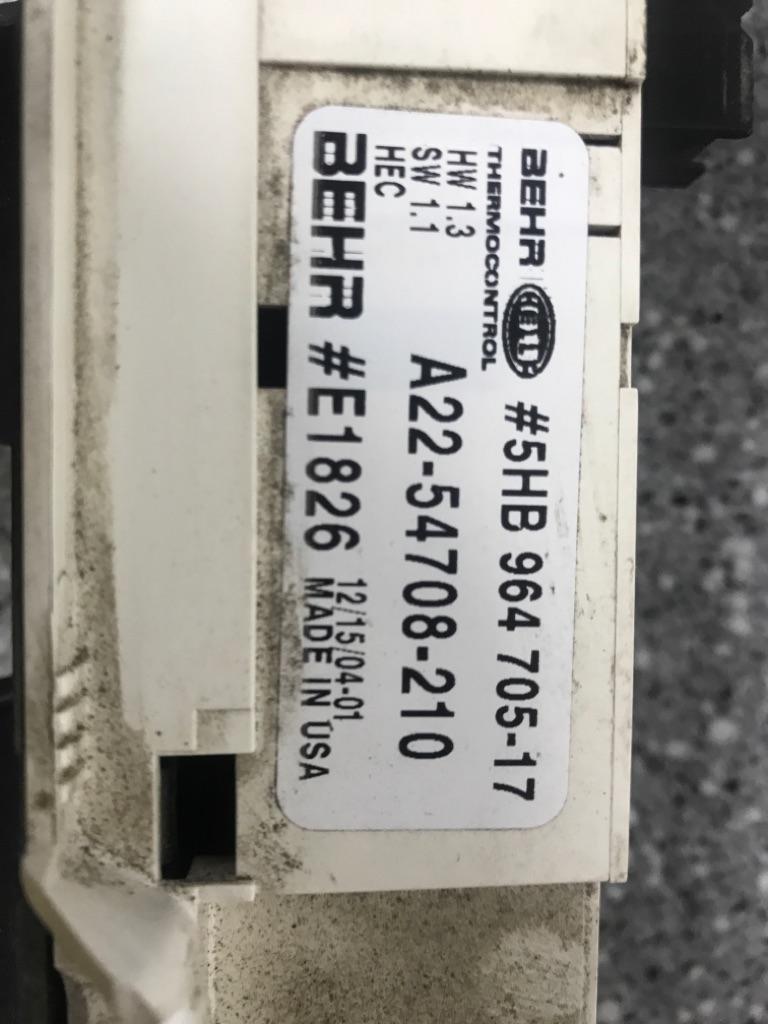 BEHR HELLA #5HB 964 705-17
THERMOCONTROL
HW 1.3
SW 1.1 A22-54708-210
HEC
BEHR #E1826 12/15/04-01
MADE IN USA